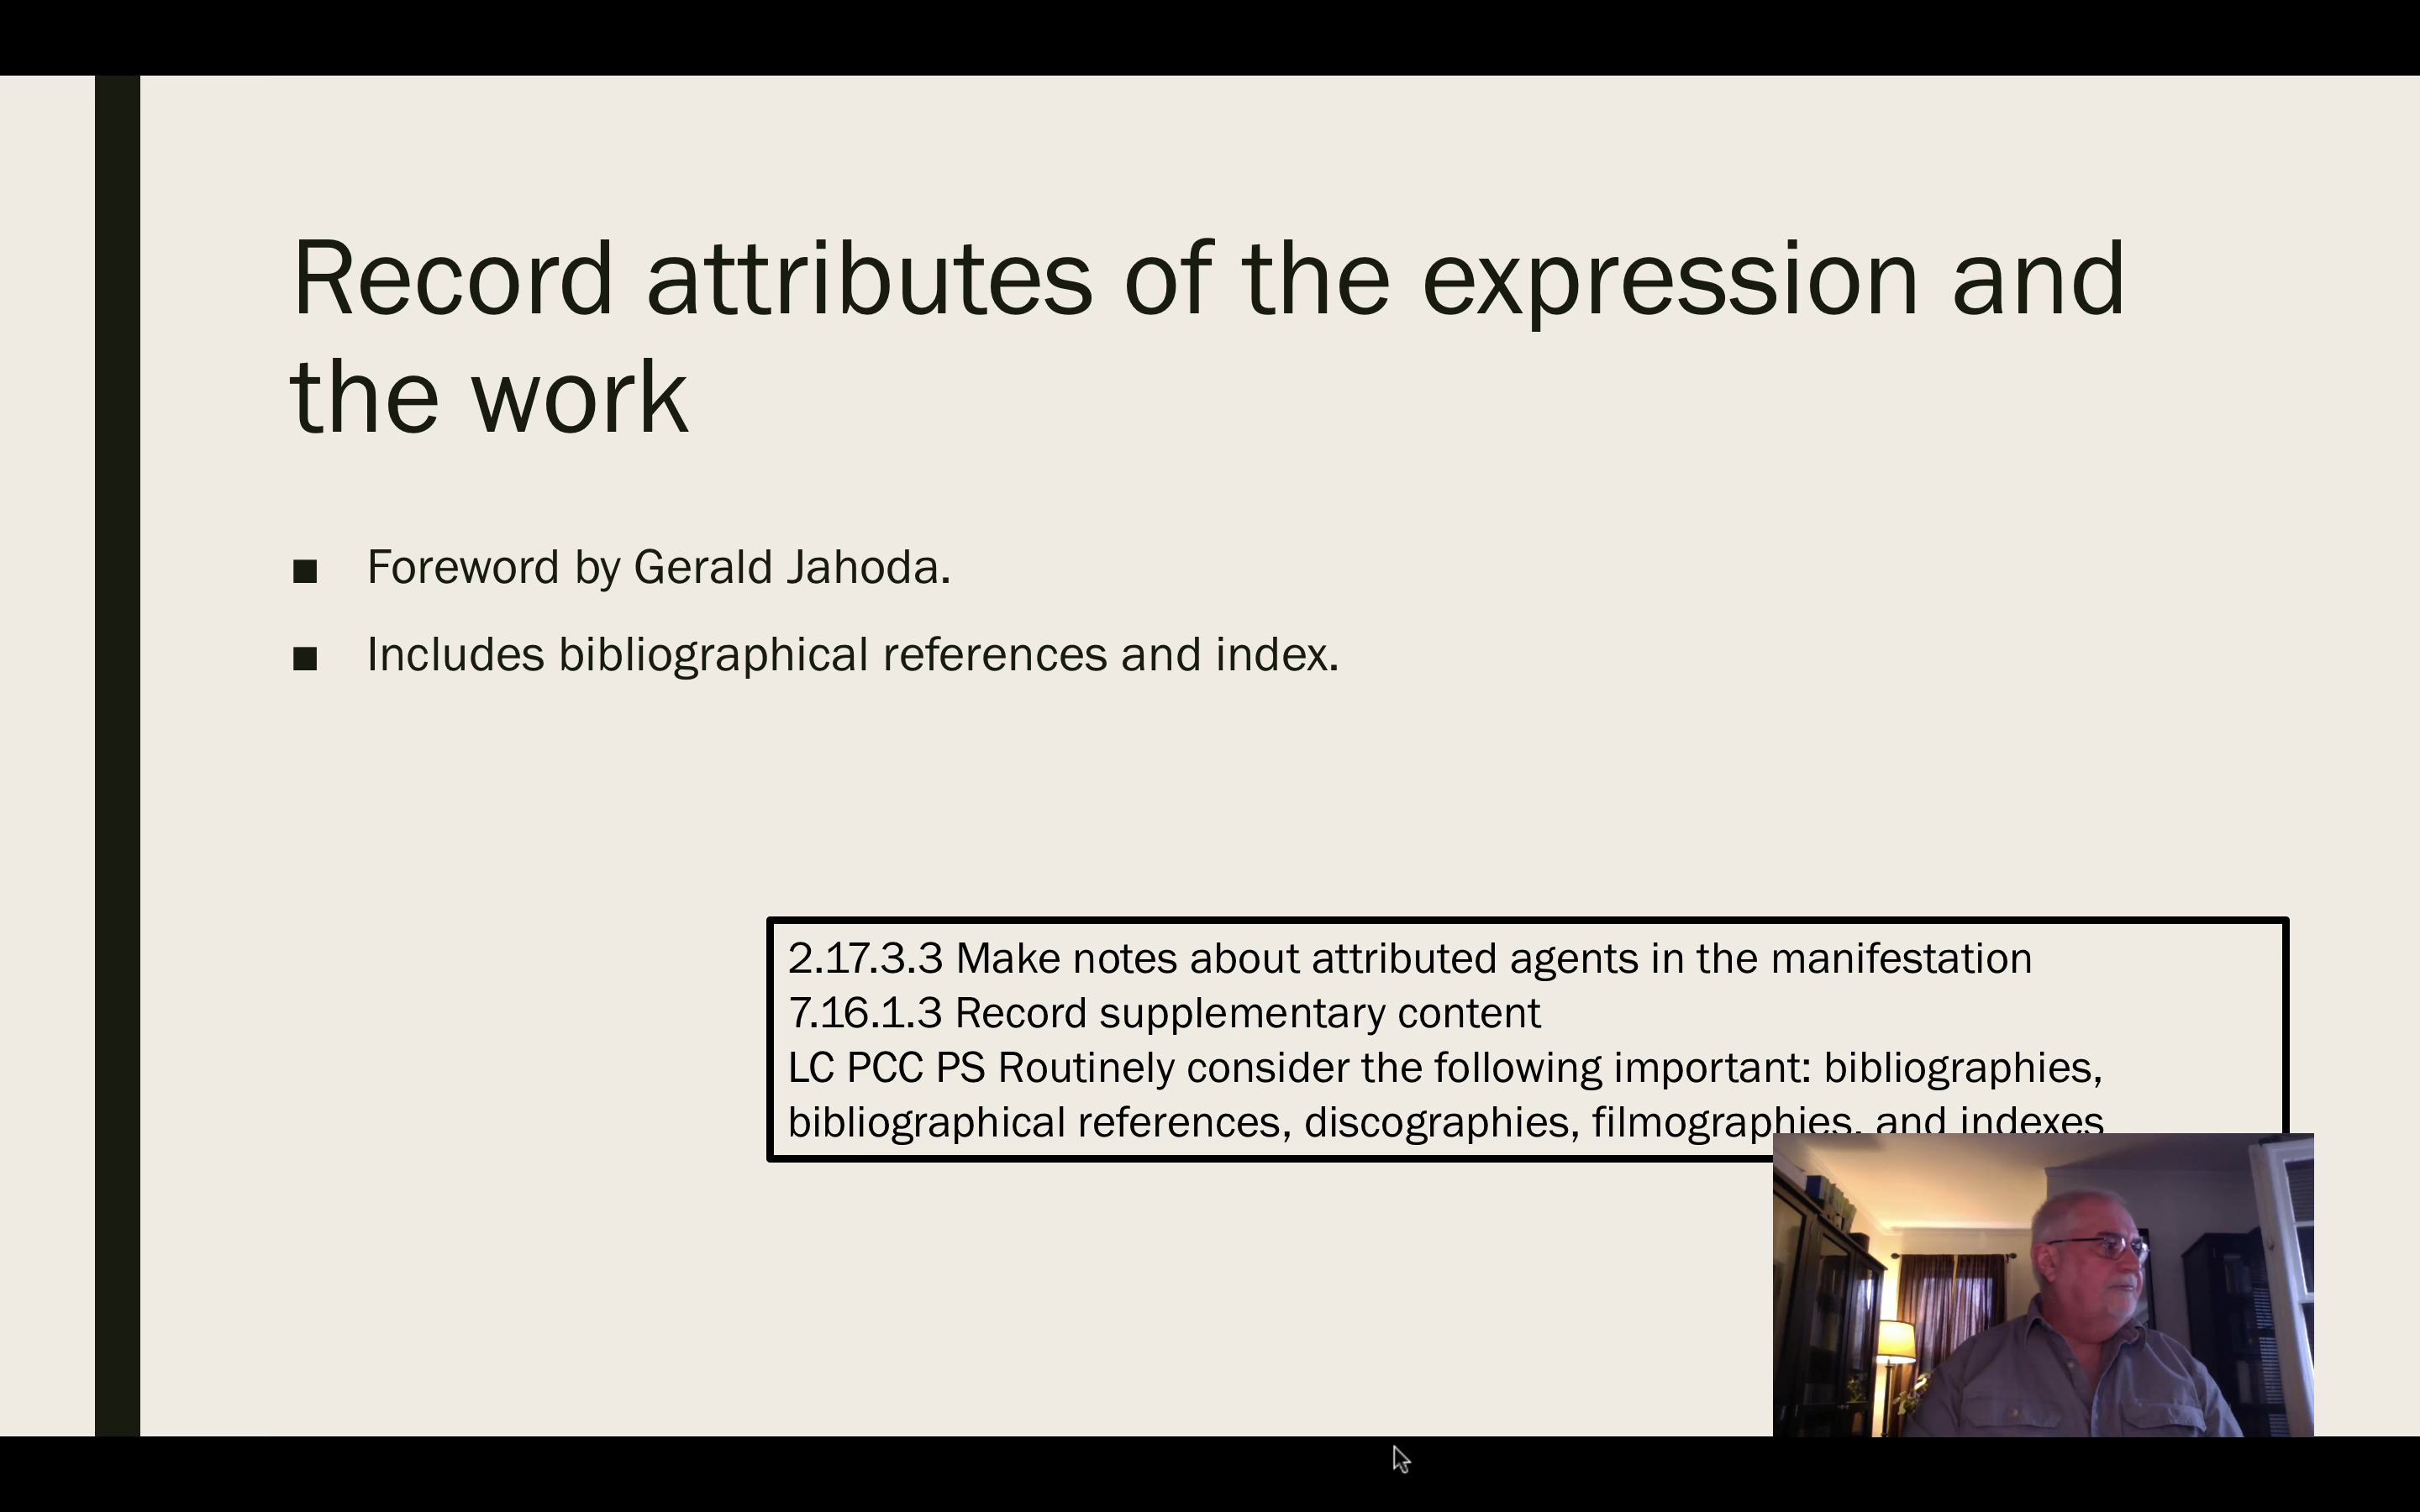 Record attributes of the expression and
the work
■ Foreword by Gerald Jahoda.
■ Includes bibliographical references and index.
2.17.3.3 Make notes about attributed agents in the manifestation
7.16.1.3 Record supplementary content
LC PCC PS Routinely consider the following important: bibliographies,
bibliographical references, discographies, filmographies, and indexes